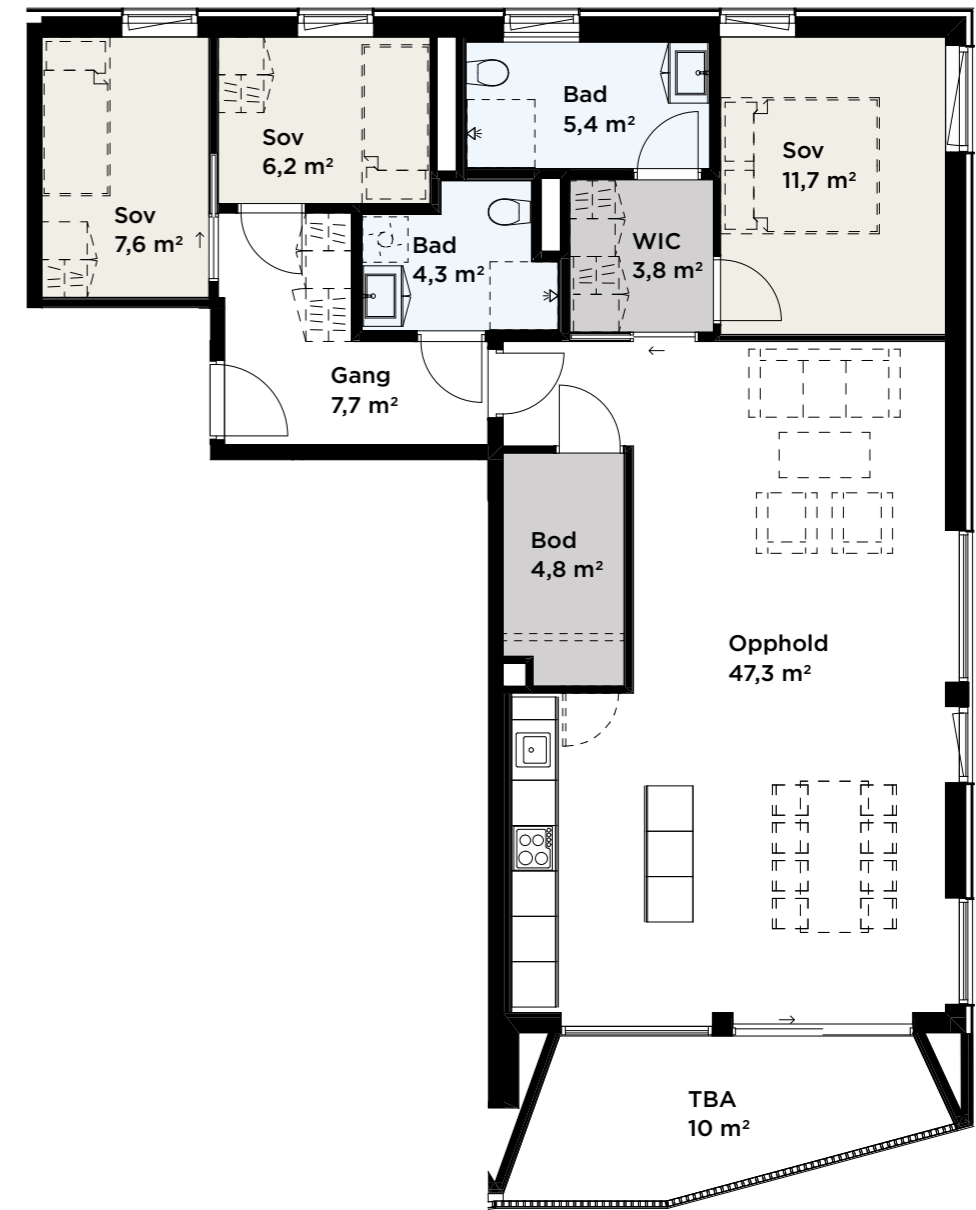 Bad
5,4 m²
Sov
6,2 m²
Sov
11,7 m²
Sov
7,6 m²
Bad
4,3 m²
WIC
3,8 m²
Gang
7,7 m²
Bod
4,8 m²
Opphold
47,3 m²
TBA
10 m²